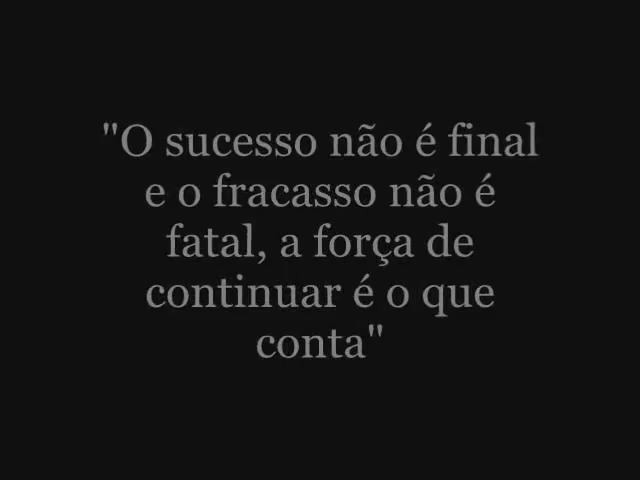 "O sucesso não é final
e o fracasso não é
fatal, a força de
continuar é o que
conta"